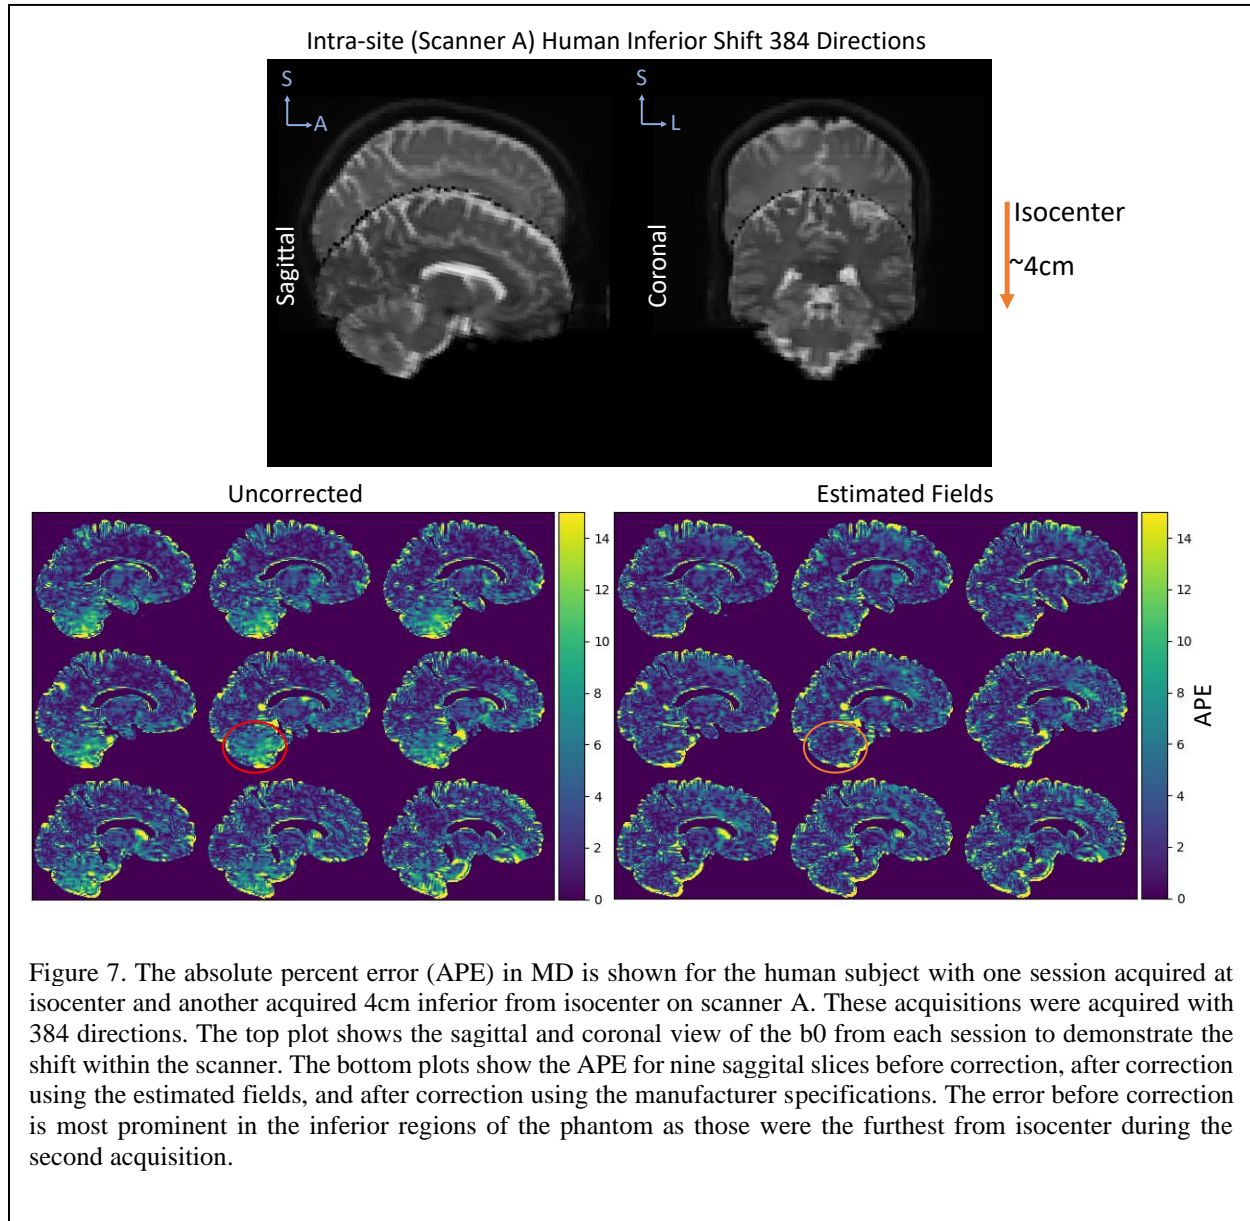 Intra-site (Scanner A) Human Inferior Shift 384 Directions
S
A
Sagittal
S
L
Coronal
Isocenter
~4cm
Uncorrected
14
12
10
8
6
4
2
0
Estimated Fields
14
12
10
8
6
4
2
0
APE
Figure 7. The absolute percent error (APE) in MD is shown for the human subject with one session acquired at
isocenter and another acquired 4cm inferior from isocenter on scanner A. These acquisitions were acquired with
384 directions. The top plot shows the sagittal and coronal view of the b0 from each session to demonstrate the
shift within the scanner. The bottom plots show the APE for nine saggital slices before correction, after correction
using the estimated fields, and after correction using the manufacturer specifications. The error before correction
is most prominent in the inferior regions of the phantom as those were the furthest from isocenter during the
second acquisition.